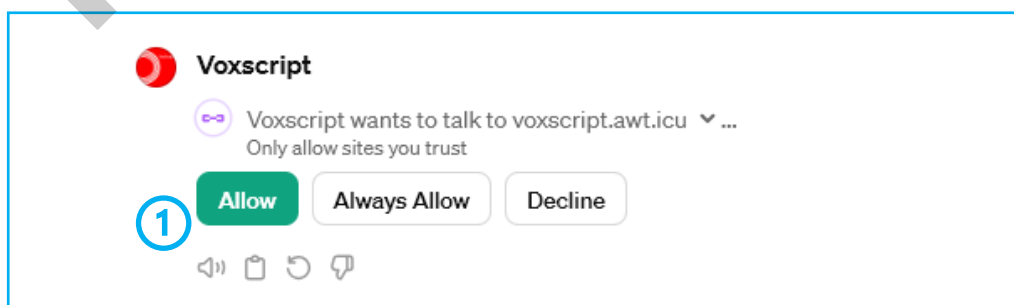 Voxscript
Voxscript wants to talk to voxscript.awt.icu ...
Only allow sites you trust
Allow Always Allow Decline
1